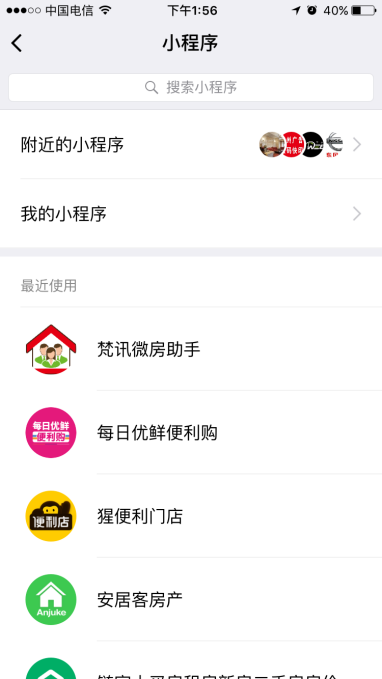 中国电信 下午1:56 40%
小程序
搜索小程序
附近的小程序
我的小程序
最近使用
梵讯微房助手
每日优鲜
便利购
每日优鲜便利购
便利店
猩便利门店
Anjuke
安居客房产